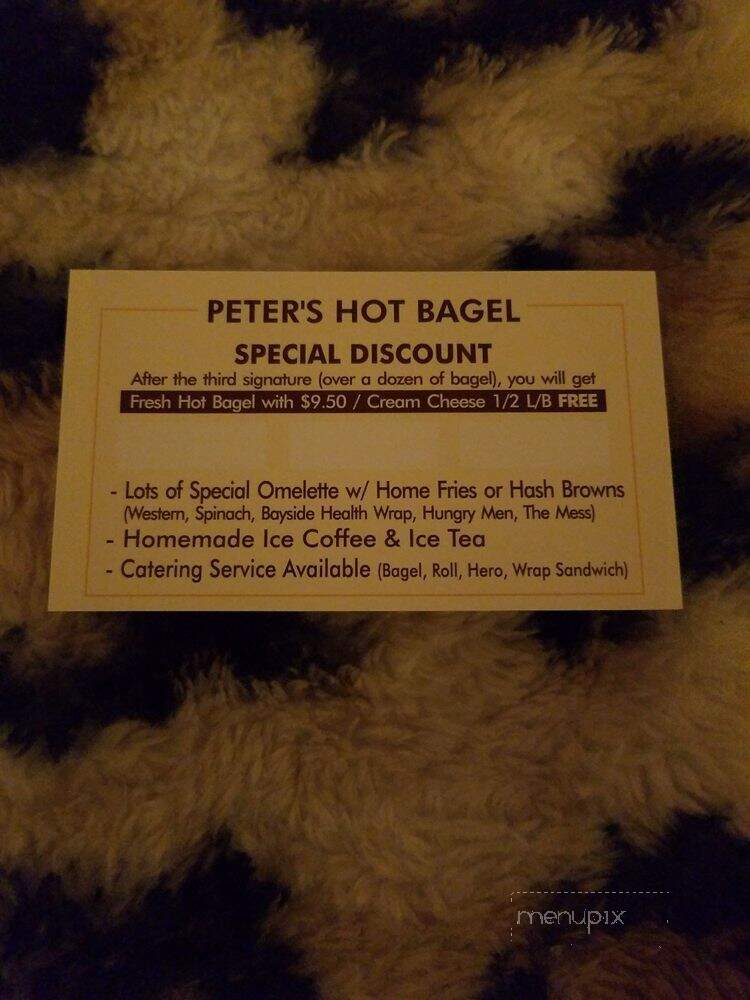 PETER'S HOT BAGEL
SPECIAL DISCOUNT
After the third signature (over a dozen of bagel), you will get
Fresh Hot Bagel with $9.50 / Cream Cheese 1/2 L/B FREE
- Lots of Special Omelette w/ Home Fries or Hash Browns
(Western, Spinach, Bayside Health Wrap, Hungry Men, The Mess)
- Homemade Ice Coffee & Ice Tea
- Catering Service Available (Bagel, Roll, Hero, Wrap Sandwich)
menupix